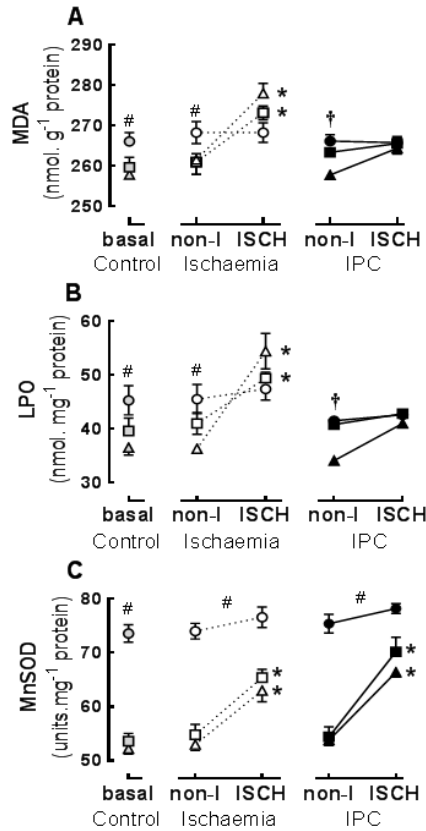 A
MDA
(nmol. g-1 protein)
290
280
270
260
250
#
#
*
*
†
basal
non-I
ISCH
non-I
ISCH
Control
Ischaemia
IPC
B
LPO
(nmol. mg-1 protein)
60
50
40
30
#
#
*
*
†
basal
non-I
ISCH
non-I
ISCH
Control
Ischaemia
IPC
C
MnSOD
(units.mg-1 protein)
80
70
60
50
#
#
#
*
*
*
*
basal
non-I
ISCH
non-I
ISCH
Control
Ischaemia
IPC